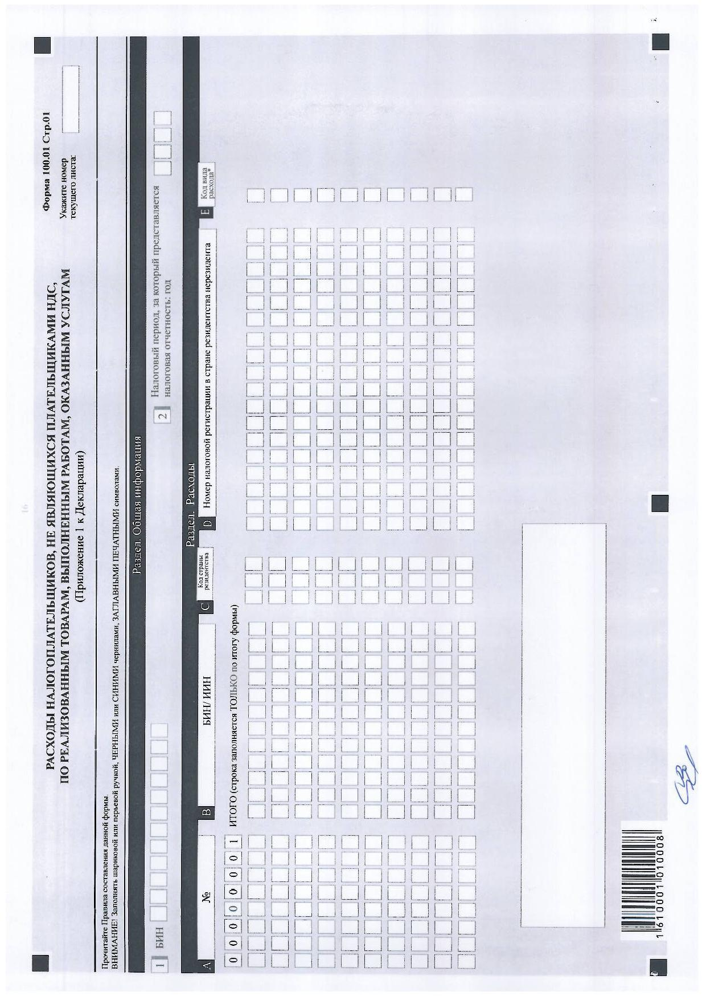 16
Форма 100.01 Стр.01
РАСХОДЫ НАЛОГОПЛАТЕЛЬЩИКОВ, НЕ ЯВЛЯЮЩИХСЯ ПЛАТЕЛЬЩИКАМИ НДС,
ПО РЕАЛИЗОВАННЫМ ТОВАРАМ, ВЫПОЛНЕННЫМ РАБОТАМ, ОКАЗАННЫМ УСЛУГАМ
(Приложение 1 к Декларации)
Укажите номер
текущего листа:
Прочитайте Правила составления данной формы.
ВНИМАНИЕ! Заполнять шариковой или перьевой ручкой, ЧЕРНЫМИ или СИНИМИ чернилами, ЗАГЛАВНЫМИ ПЕЧАТНЫМИ символами.
Раздел. Общая информация
1 БИН
2 Налоговый период, за который представляется
налоговая отчетность: год
Раздел. Расходы
A №
B БИН/ ИИН
C Код страны
резидентства
D Номер налоговой регистрации в стране резидентства нерезидента
E Код вида
расхода*
0 0 0 0 0 0 0 1 ИТОГО (строка заполняется ТОЛЬКО по итогу формы)
1 610001 010008